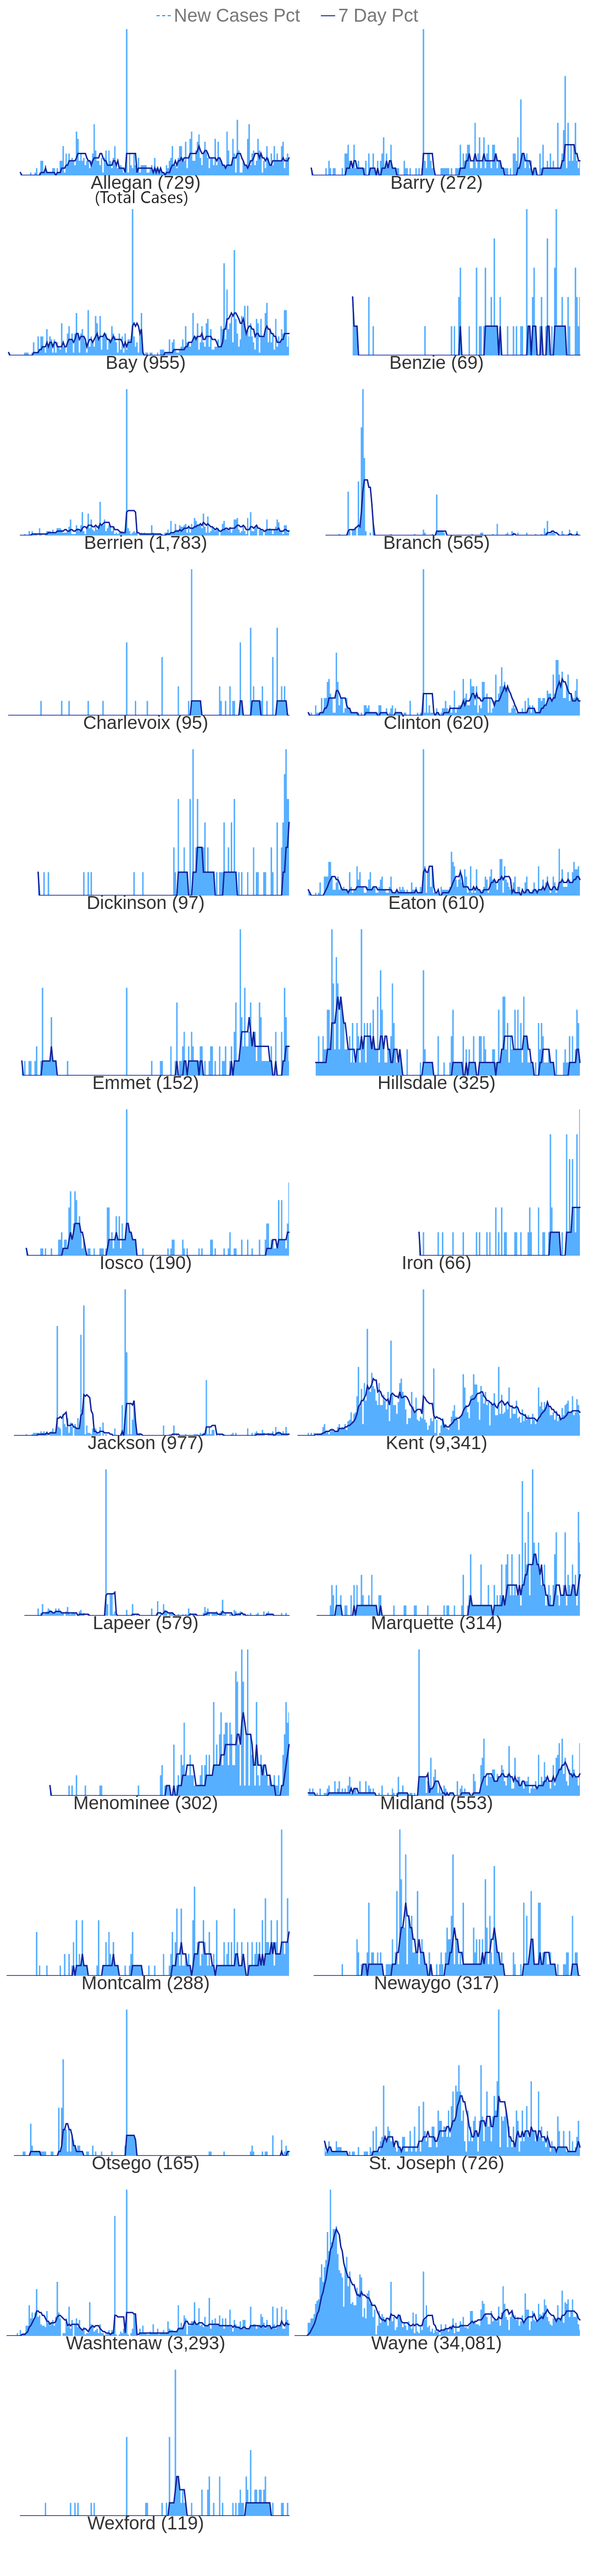 New Cases Pct 7 Day Pct
Allegan (729) Barry (272)
(Total Cases)
Bay (955) Benzie (69)
Berrien (1,783) Branch (565)
Charlevoix (95) Clinton (620)
Dickinson (97) Eaton (610)
Emmet (152) Hillsdale (325)
Iosco (190) Iron (66)
Jackson (977) Kent (9,341)
Lapeer (579) Marquette (314)
Menominee (302) Midland (553)
Montcalm (288) Newaygo (317)
Otsego (165) St. Joseph (726)
Washtenaw (3,293) Wayne (34,081)
Wexford (119)